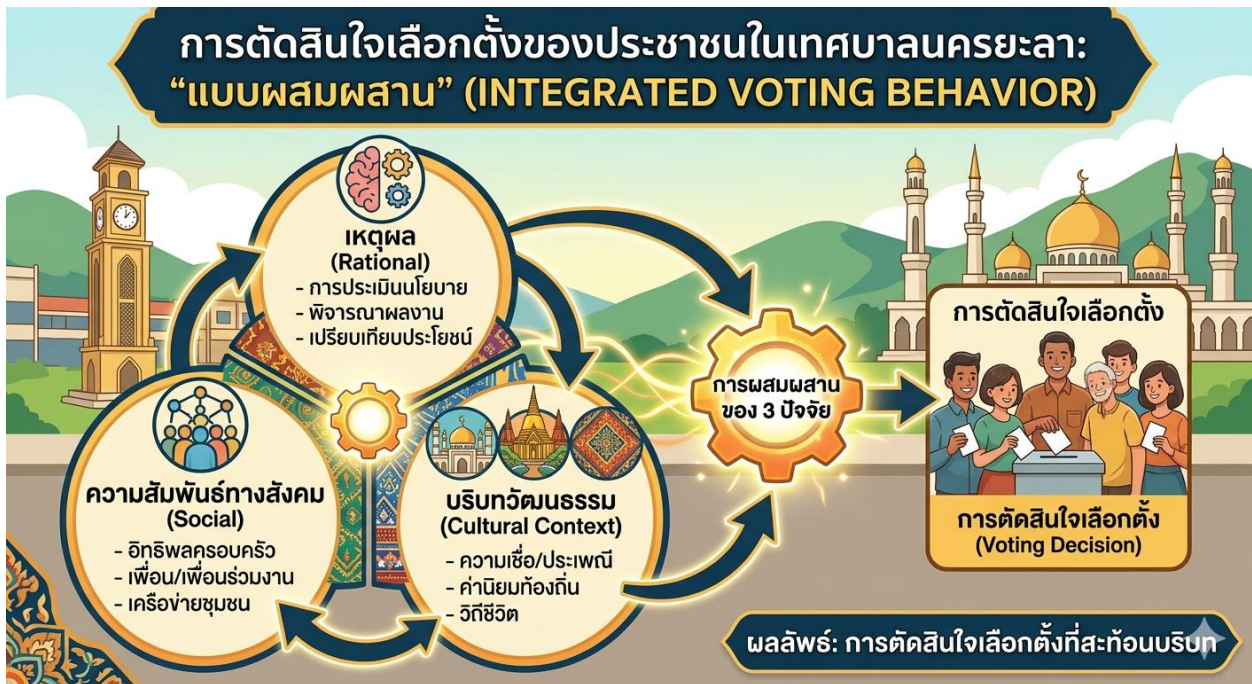 การตัดสินใจเลือกตั้งของประชาชนในเทศบาลนครยะลา:
“แบบผสมผสาน” (INTEGRATED VOTING BEHAVIOR)
เหตุผล
(Rational)
- การประเมินนโยบาย
- พิจารณาผลงาน
- เปรียบเทียบประโยชน์
ความสัมพันธ์ทางสังคม
(Social)
- อิทธิพลครอบครัว
- เพื่อน/เพื่อนร่วมงาน
- เครือข่ายชุมชน
บริบทวัฒนธรรม
(Cultural Context)
- ความเชื่อ/ประเพณี
- ค่านิยมท้องถิ่น
- วิถีชีวิต
การผสมผสาน
ของ 3 ปัจจัย
การตัดสินใจเลือกตั้ง
การตัดสินใจเลือกตั้ง
(Voting Decision)
ผลลัพธ์: การตัดสินใจเลือกตั้งที่สะท้อนบริบท